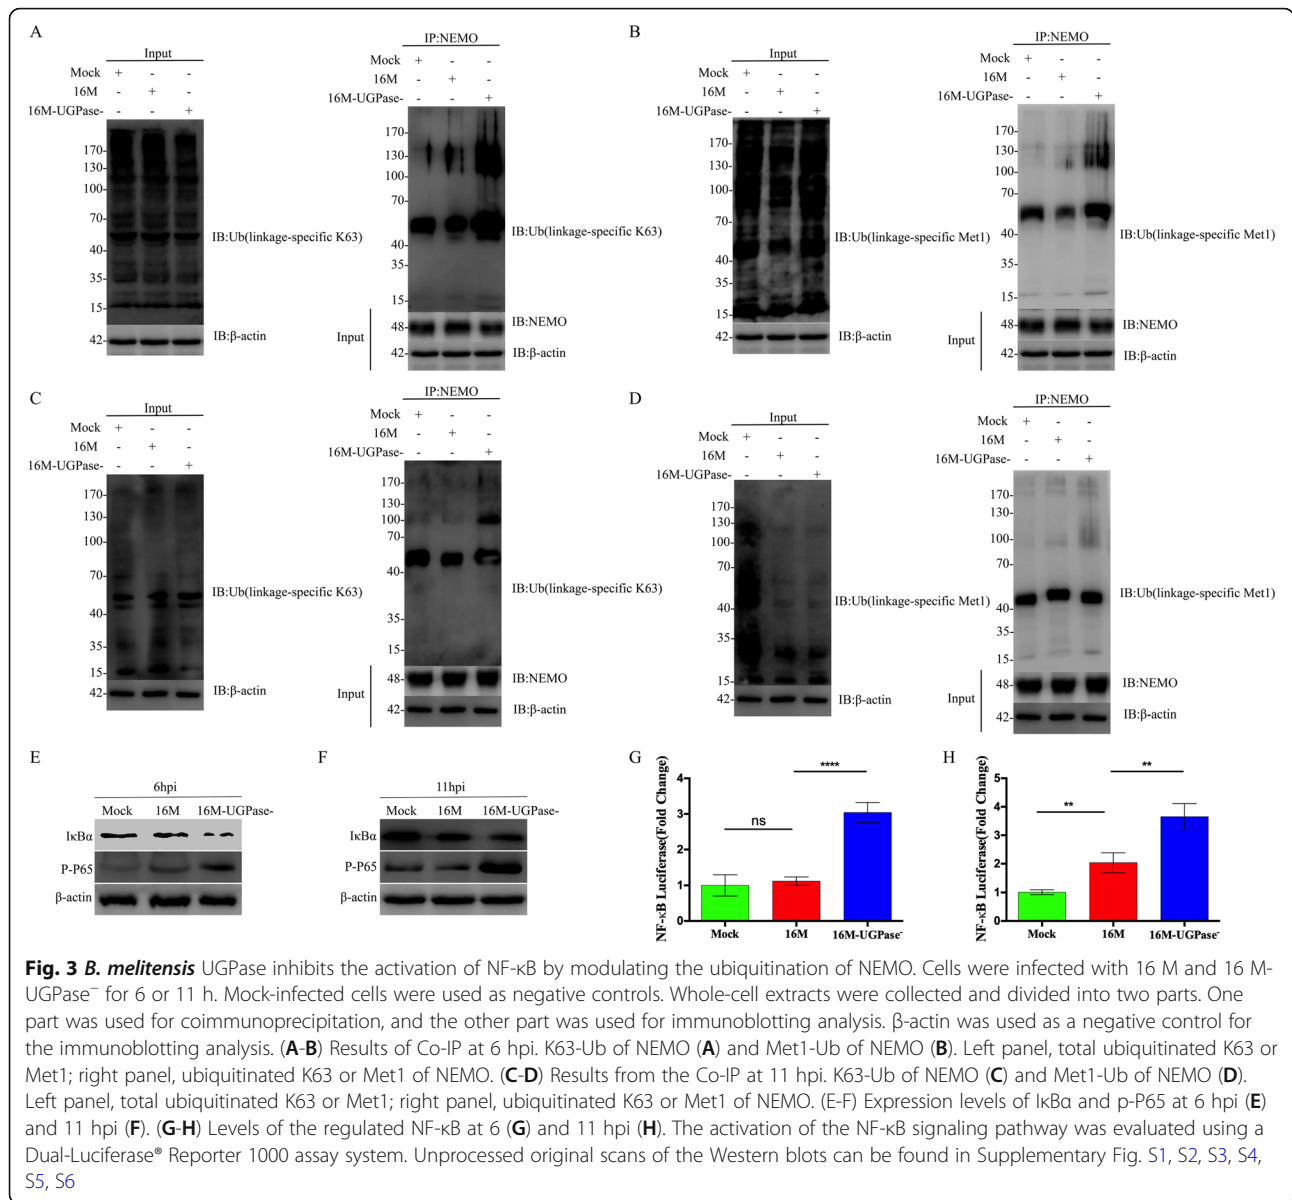 A
Input
Mock + - -
16M - + -
16M-UGPase- - - +
170-
130-
100-
70-
40-
35-
15-
42-
IB:Ub(linkage-specific K63)
IB:β-actin
IP:NEMO
Mock + - -
16M - + -
16M-UGPase- - - +
170-
130-
100-
70-
40-
35-
15-
48-
42-
Input
IB:Ub(linkage-specific K63)
IB:NEMO
IB:β-actin
B
Input
Mock + - -
16M - + -
16M-UGPase- - - +
170-
130-
100-
70-
40-
35-
15-
42-
IB:Ub(linkage-specific Met1)
IB:β-actin
IP:NEMO
Mock + - -
16M - + -
16M-UGPase- - - +
170-
130-
100-
70-
40-
35-
15-
48-
42-
Input
IB:Ub(linkage-specific Met1)
IB:NEMO
IB:β-actin
C
Input
Mock + - -
16M - + -
16M-UGPase- - - +
170-
130-
100-
70-
40-
35-
15-
42-
IB:Ub(linkage-specific K63)
IB:β-actin
IP:NEMO
Mock + - -
16M - + -
16M-UGPase- - - +
170-
130-
100-
70-
40-
35-
15-
48-
42-
Input
IB:Ub(linkage-specific K63)
IB:NEMO
IB:β-actin
D
Input
Mock + - -
16M - + -
16M-UGPase- - - +
170-
130-
100-
70-
40-
35-
15-
42-
IB:Ub(linkage-specific Met1)
IB:β-actin
IP:NEMO
Mock + - -
16M - + -
16M-UGPase- - - +
170-
130-
100-
70-
40-
35-
15-
48-
42-
Input
IB:Ub(linkage-specific Met1)
IB:NEMO
IB:β-actin
E
6hpi
Mock 16M 16M-UGPase-
IκBα
P-P65
β-actin
F
11hpi
Mock 16M 16M-UGPase-
IκBα
P-P65
β-actin
G
NF-κB Luciferase(Fold Change)
4
3
2
1
0
ns
****
Mock 16M 16M-UGPase⁻
H
NF-κB Luciferase(Fold Change)
5
4
3
2
1
0
**
**
Mock 16M 16M-UGPase⁻
Fig. 3 B. melitensis UGPase inhibits the activation of NF-κB by modulating the ubiquitination of NEMO. Cells were infected with 16 M and 16 M-
UGPase⁻ for 6 or 11 h. Mock-infected cells were used as negative controls. Whole-cell extracts were collected and divided into two parts. One
part was used for coimmunoprecipitation, and the other part was used for immunoblotting analysis. β-actin was used as a negative control for
the immunoblotting analysis. (A-B) Results of Co-IP at 6 hpi. K63-Ub of NEMO (A) and Met1-Ub of NEMO (B). Left panel, total ubiquitinated K63 or
Met1; right panel, ubiquitinated K63 or Met1 of NEMO. (C-D) Results from the Co-IP at 11 hpi. K63-Ub of NEMO (C) and Met1-Ub of NEMO (D).
Left panel, total ubiquitinated K63 or Met1; right panel, ubiquitinated K63 or Met1 of NEMO. (E-F) Expression levels of IκBα and p-P65 at 6 hpi (E)
and 11 hpi (F). (G-H) Levels of the regulated NF-κB at 6 (G) and 11 hpi (H). The activation of the NF-κB signaling pathway was evaluated using a
Dual-Luciferase® Reporter 1000 assay system. Unprocessed original scans of the Western blots can be found in Supplementary Fig. S1, S2, S3, S4,
S5, S6